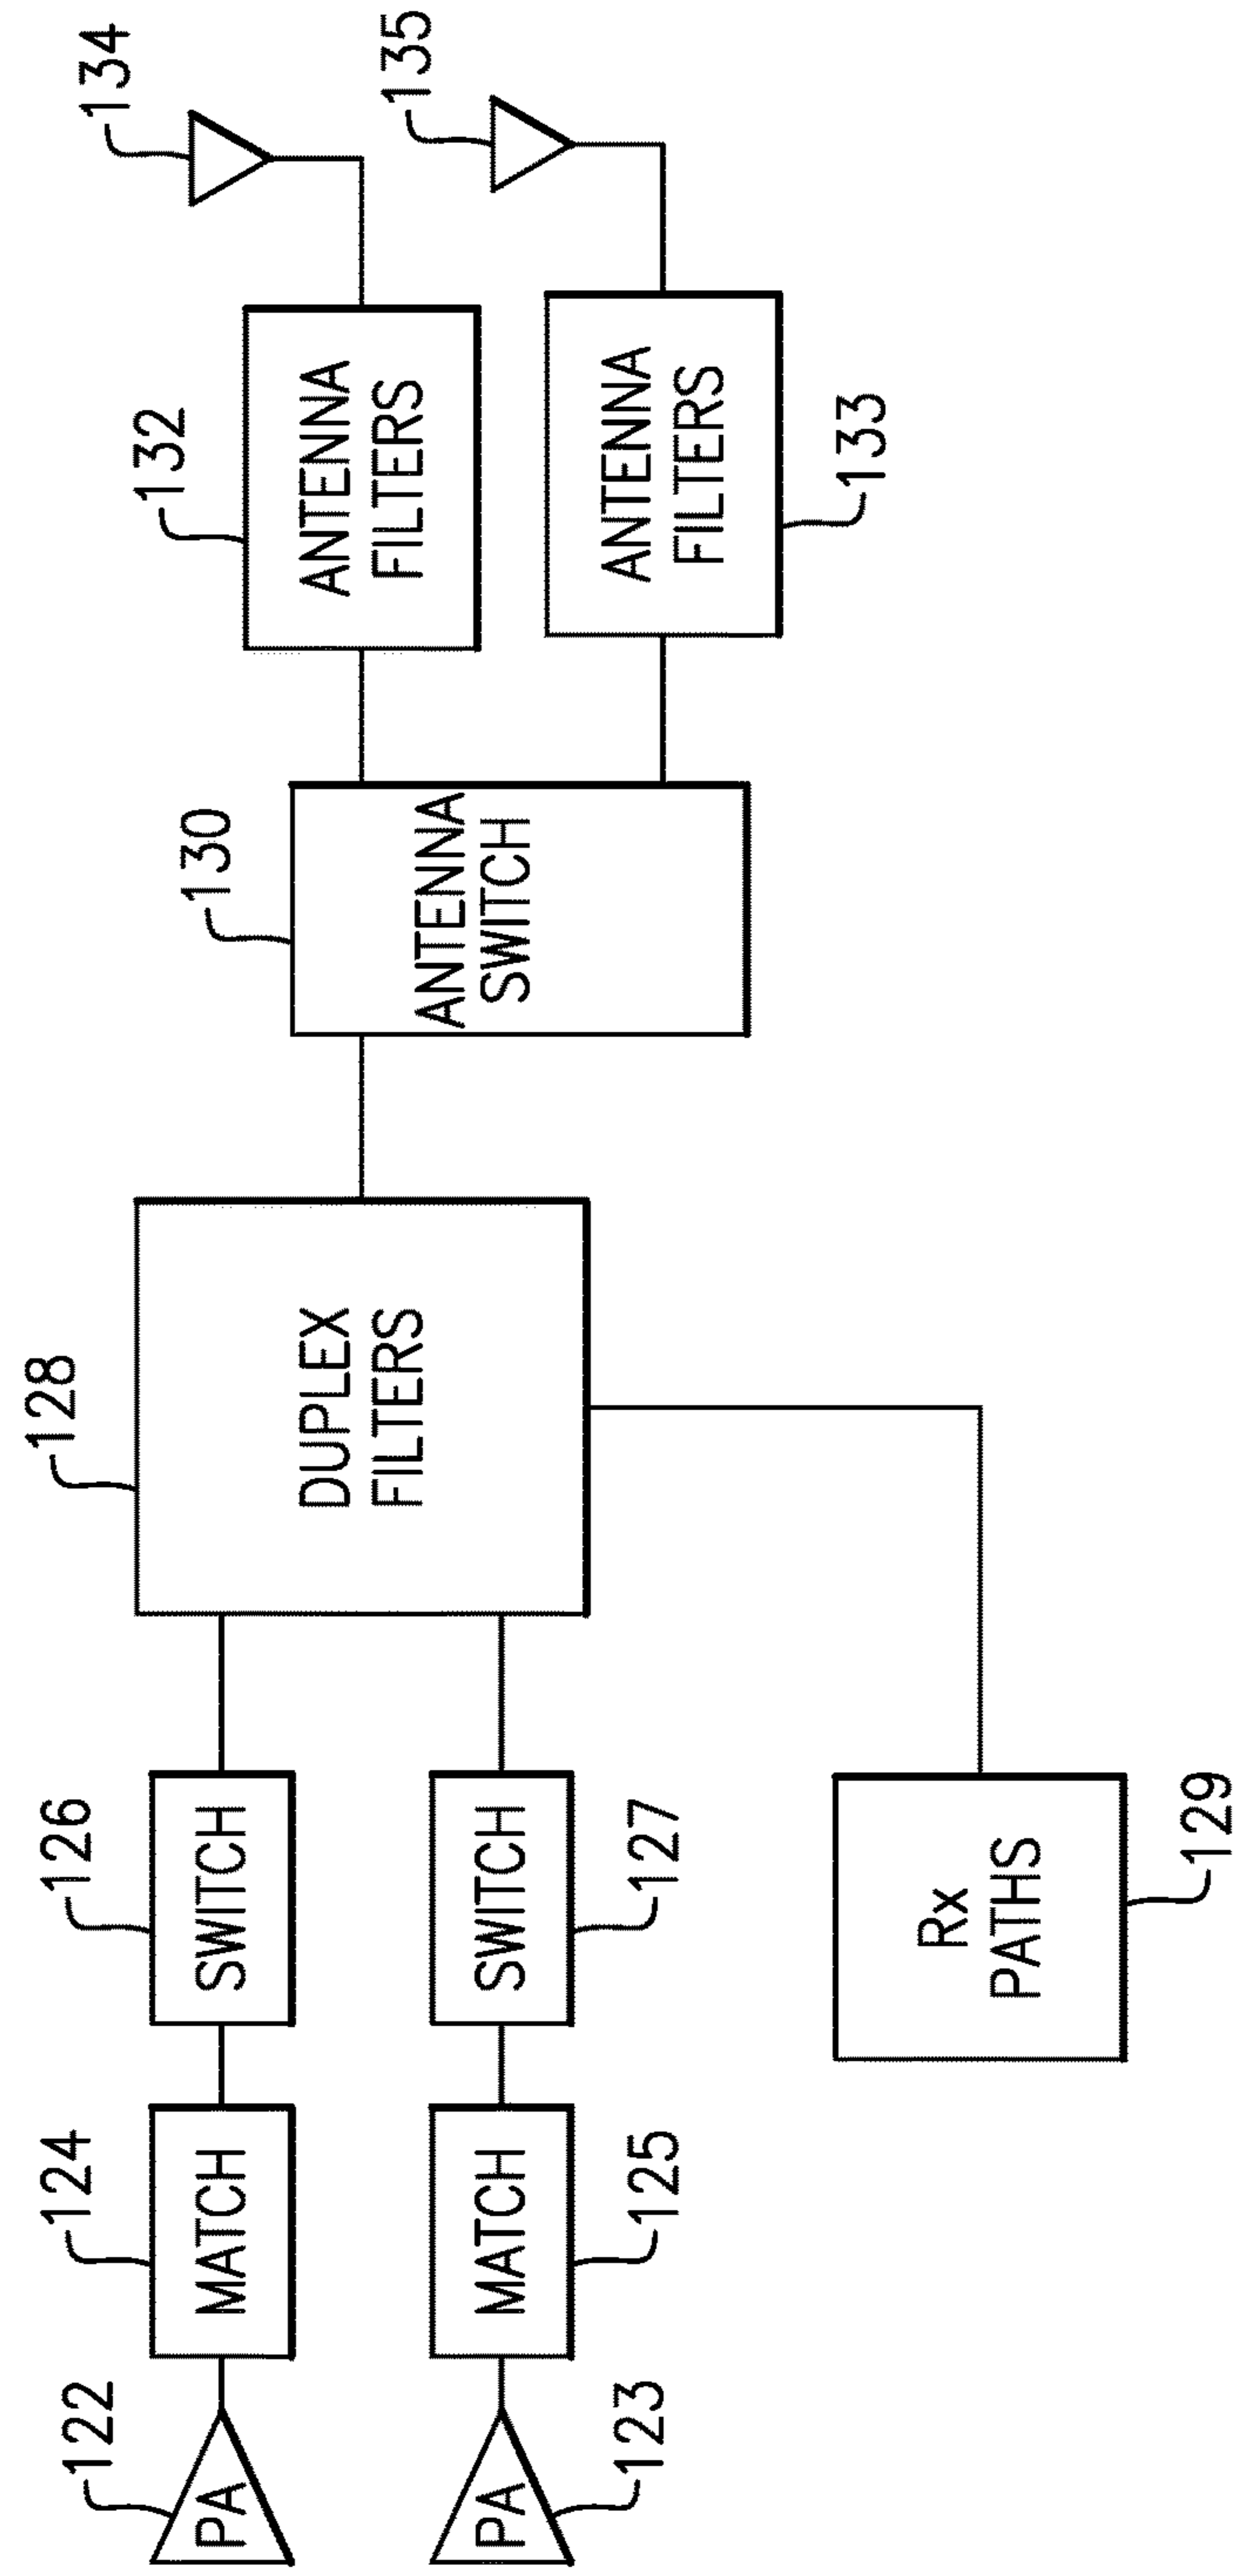 122
PA
124
MATCH
126
SWITCH
128
DUPLEX
FILTERS
130
ANTENNA
SWITCH
132
ANTENNA
FILTERS
134
PA
123
MATCH
125
SWITCH
127
ANTENNA
FILTERS
133
135
Rx
PATHS
129